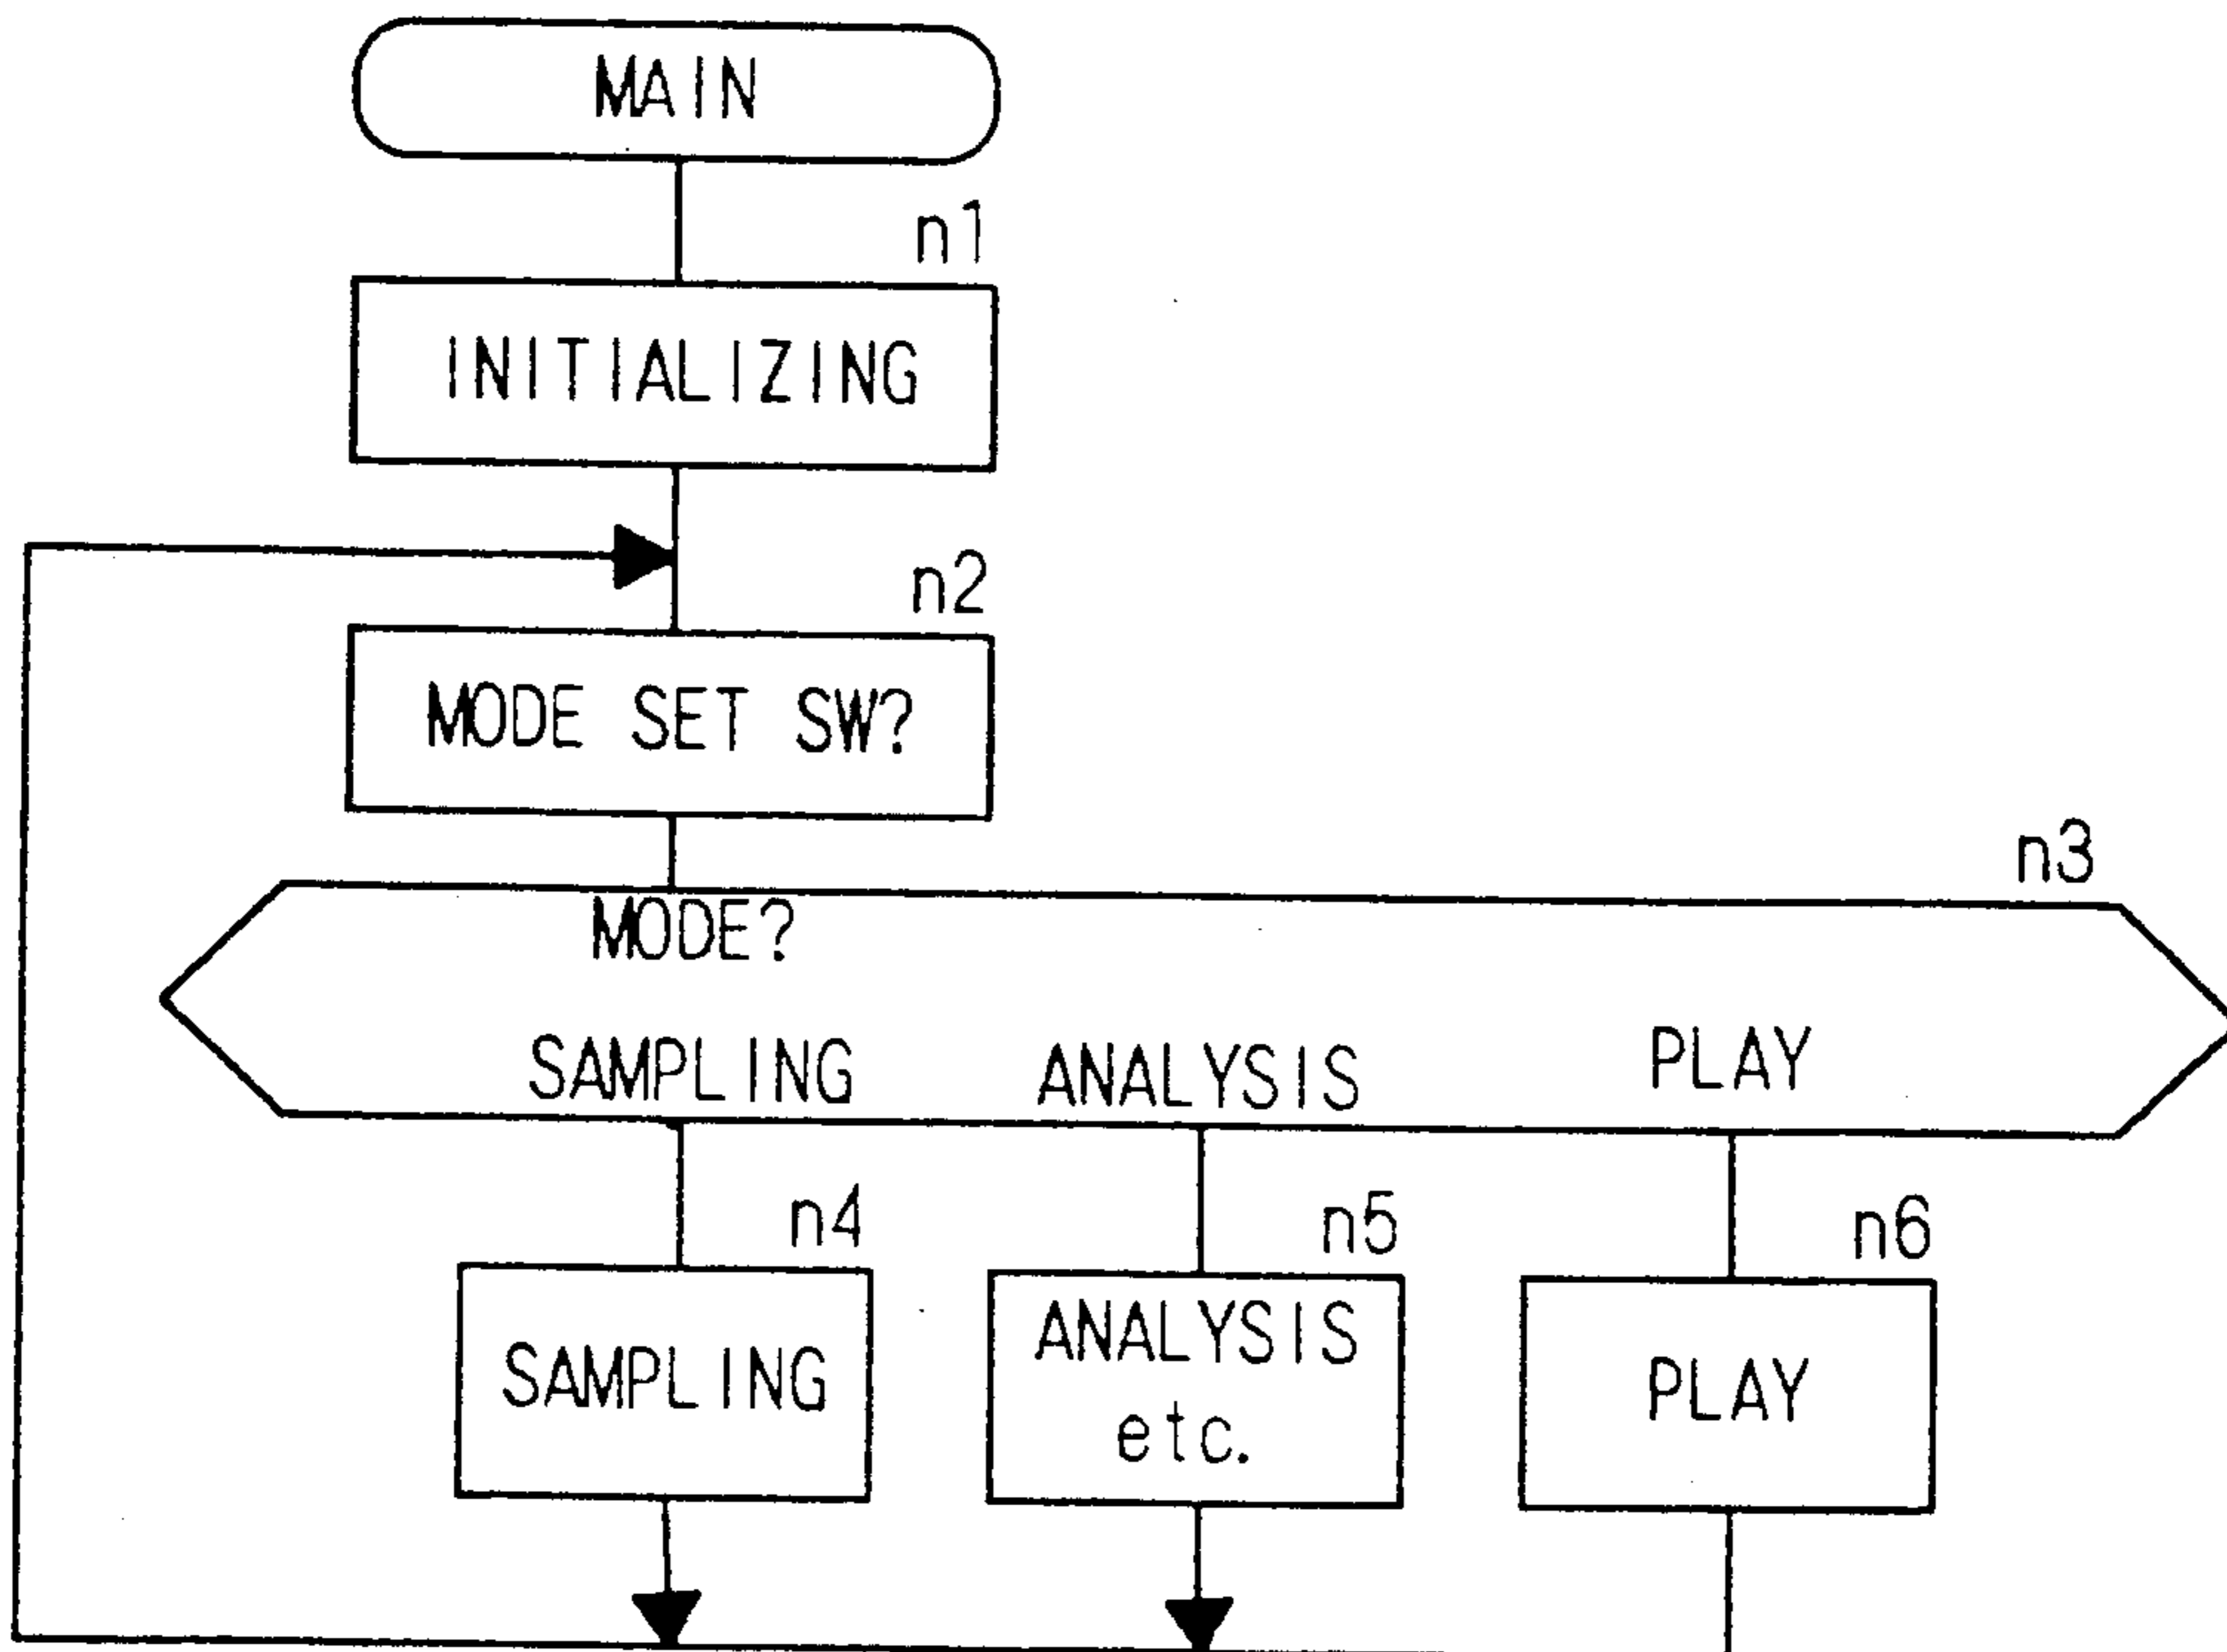 MAIN
n1
INITIALIZING
n2
MODE SET SW?
n3
MODE?
SAMPLING ANALYSIS PLAY
n4 n5 n6
SAMPLING
ANALYSIS
etc.
PLAY